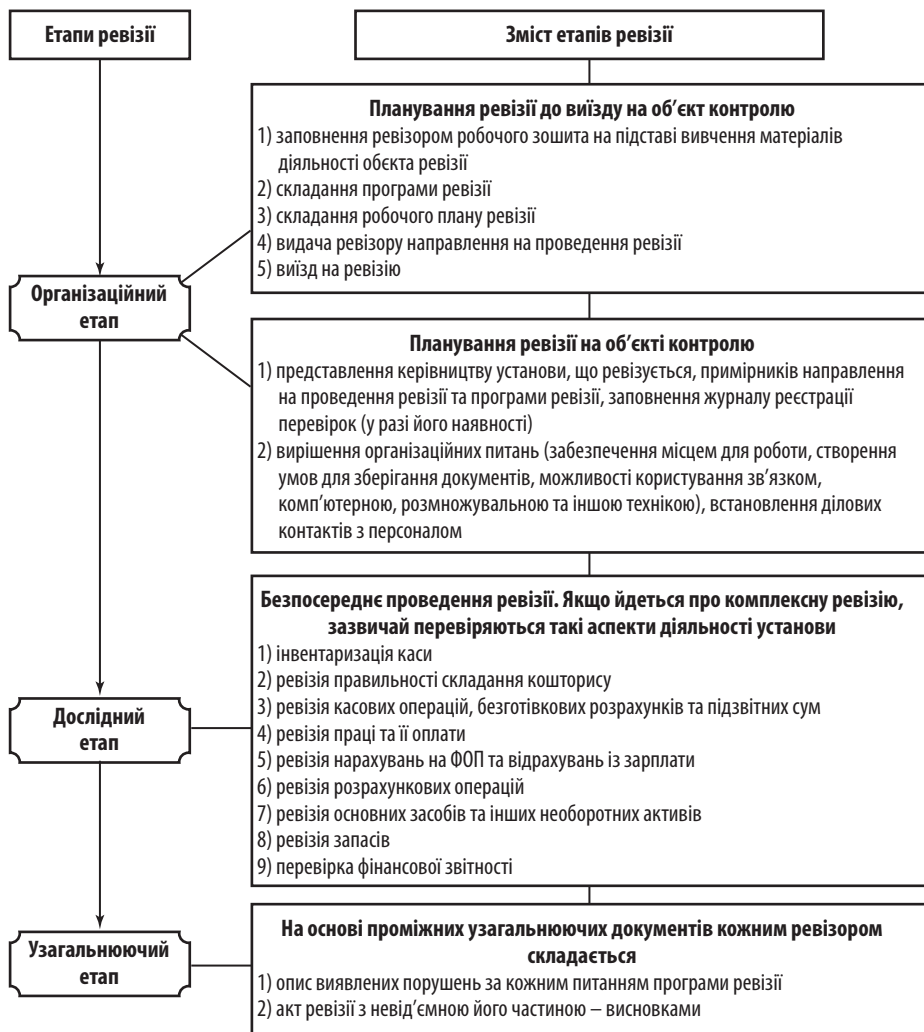 Етапи ревізії
Зміст етапів ревізії
Планування ревізії до виїзду на об’єкт контролю
1) заповнення ревізором робочого зошита на підставі вивчення матеріалів
діяльності обєкта ревізії
2) складання програми ревізії
3) складання робочого плану ревізії
4) видача ревізору направлення на проведення ревізії
5) виїзд на ревізію
Організаційний
етап
Планування ревізії на об’єкті контролю
1) представлення керівництву установи, що ревізується, примірників направлення
на проведення ревізії та програми ревізії, заповнення журналу реєстрації
перевірок (у разі його наявності)
2) вирішення організаційних питань (забезпечення місцем для роботи, створення
умов для зберігання документів, можливості користування зв’язком,
комп’ютерною, розмножувальною та іншою технікою), встановлення ділових
контактів з персоналом
Безпосереднє проведення ревізії. Якщо йдеться про комплексну ревізію,
зазвичай перевіряються такі аспекти діяльності установи
1) інвентаризація каси
2) ревізія правильності складання кошторису
3) ревізія касових операцій, безготівкових розрахунків та підзвітних сум
4) ревізія праці та її оплати
5) ревізія нарахувань на ФОП та відрахувань із зарплати
6) ревізія розрахункових операцій
7) ревізія основних засобів та інших необоротних активів
8) ревізія запасів
9) перевірка фінансової звітності
Дослідний
етап
На основі проміжних узагальнюючих документів кожним ревізором
складається
1) опис виявлених порушень за кожним питанням програми ревізії
2) акт ревізії з невід’ємною його частиною – висновками
Узагальнюючий
етап